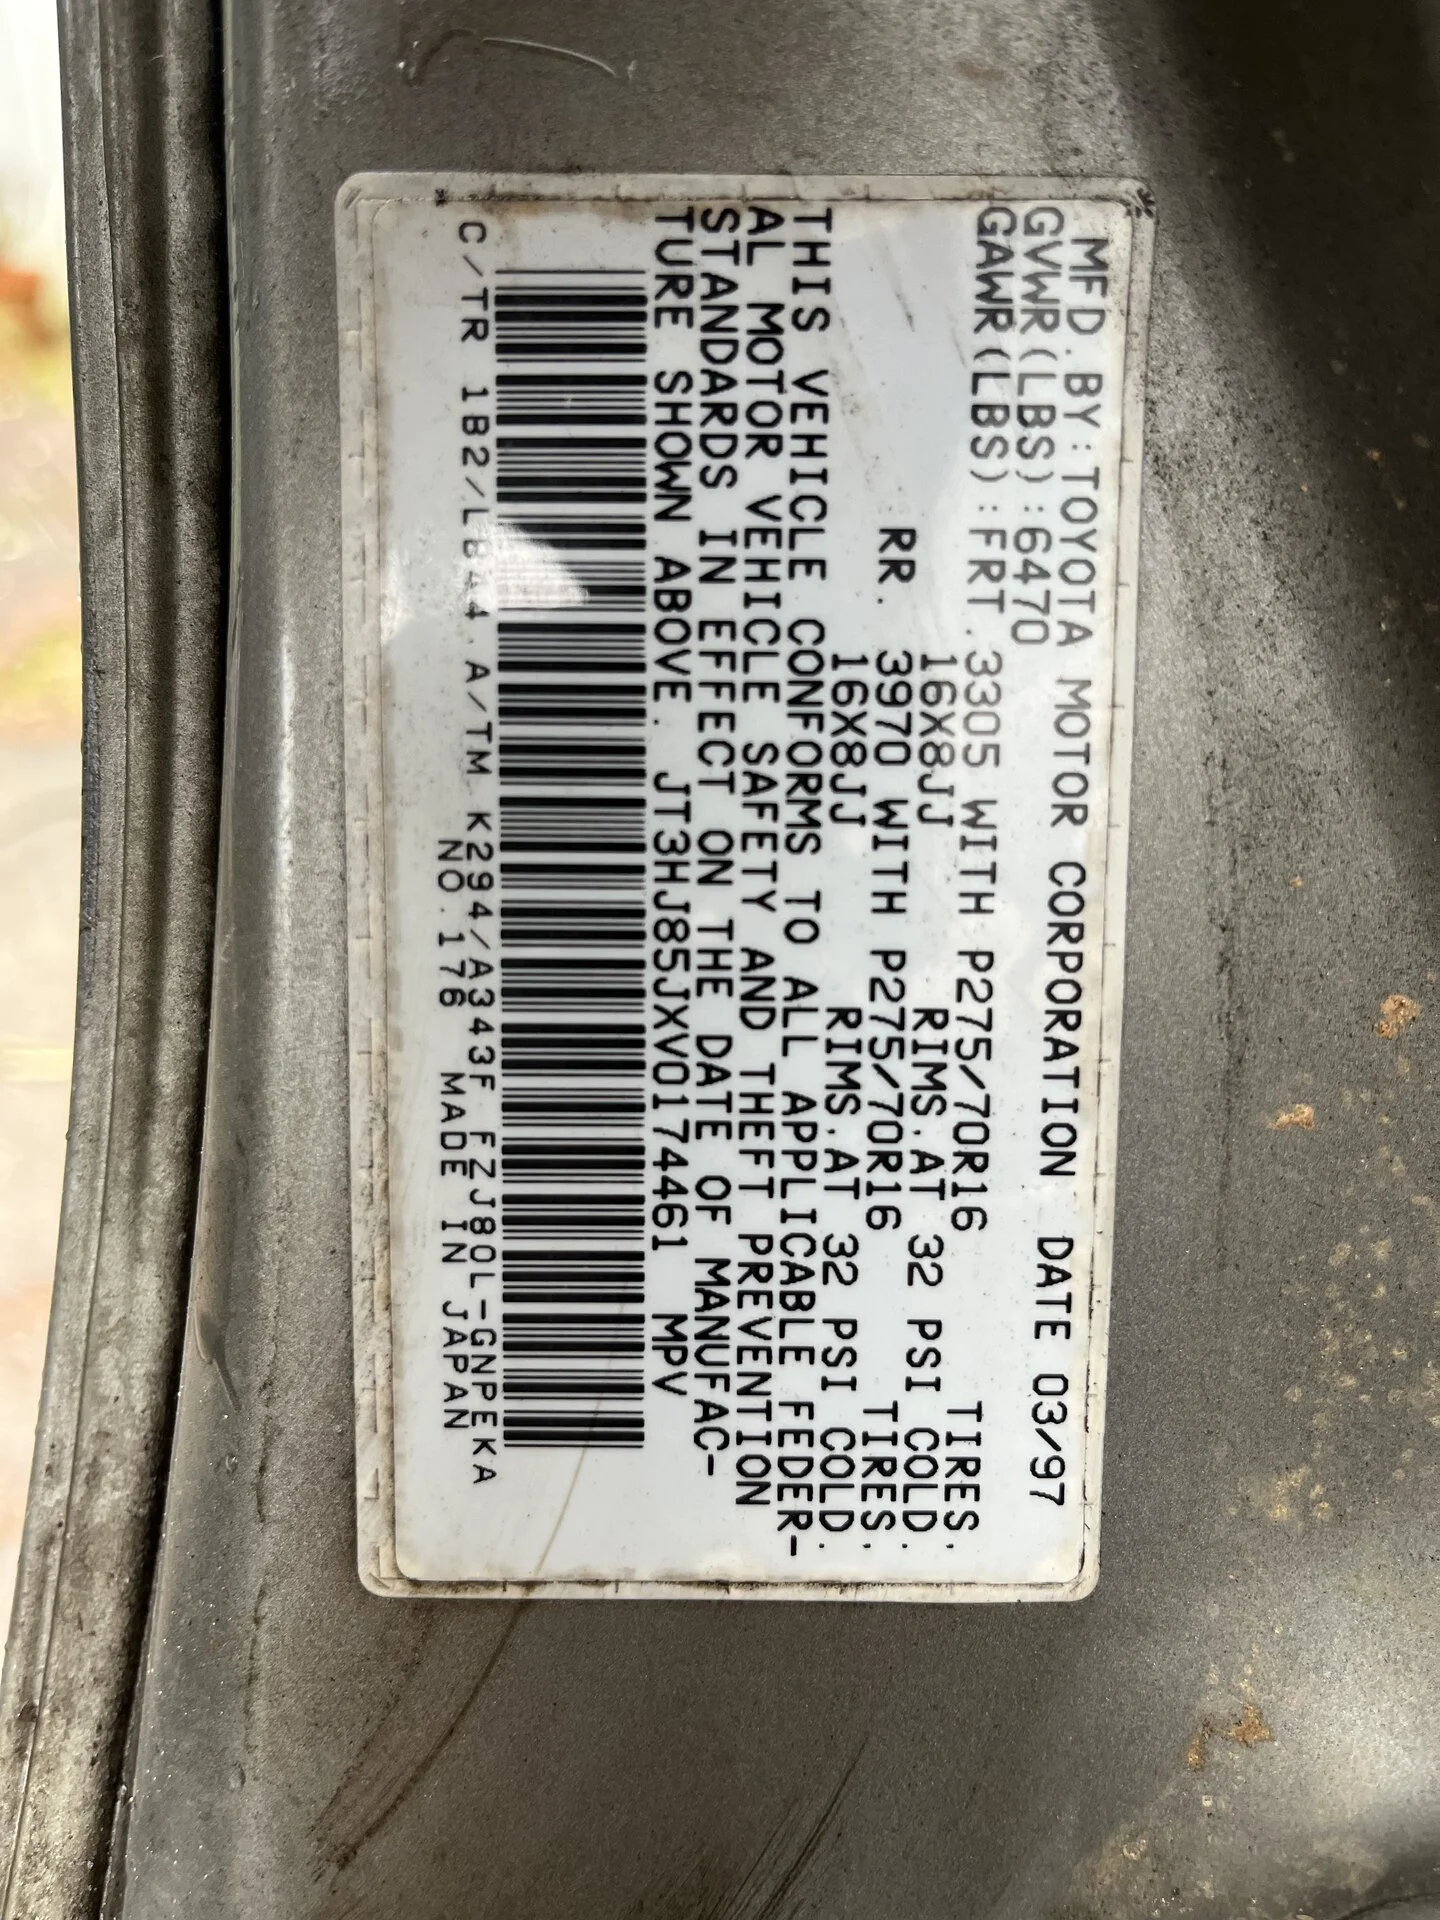 MFD.BY:TOYOTA MOTOR CORPORATION DATE 03/97
GVWR(LBS):6470
GAWR(LBS):FRT.3305 WITH P275/70R16 TIRES.
16X8JJ RIMS.AT 32 PSI COLD.
RR. 3970 WITH P275/70R16 TIRES.
16X8JJ RIMS.AT 32 PSI COLD.
THIS VEHICLE CONFORMS TO ALL APPLICABLE FEDER-
AL MOTOR VEHICLE SAFETY AND THEFT PREVENTION
STANDARDS IN EFFECT ON THE DATE OF MANUFAC-
TURE SHOWN ABOVE. JT3HJ85JXV0174461 MPV
C/TR 1B2/LB44.A/TM K294/A343F FZJ80L-GNPEKA
NO.176 MADE IN JAPAN